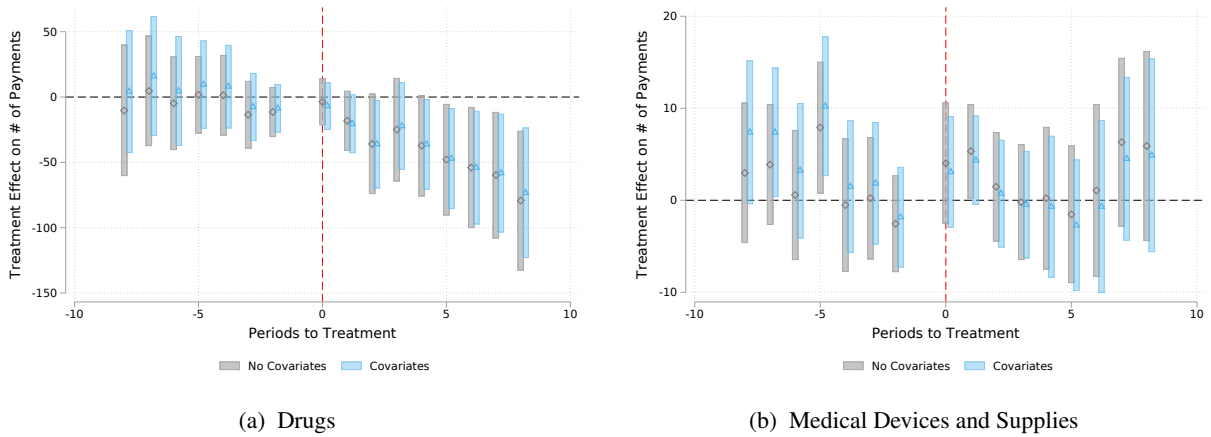 Treatment Effect on # of Payments
50
0
-50
-100
-150
-10
-5
0
5
10
Periods to Treatment
No Covariates
Covariates
(a) Drugs
Treatment Effect on # of Payments
20
10
0
-10
-10
-5
0
5
10
Periods to Treatment
No Covariates
Covariates
(b) Medical Devices and Supplies